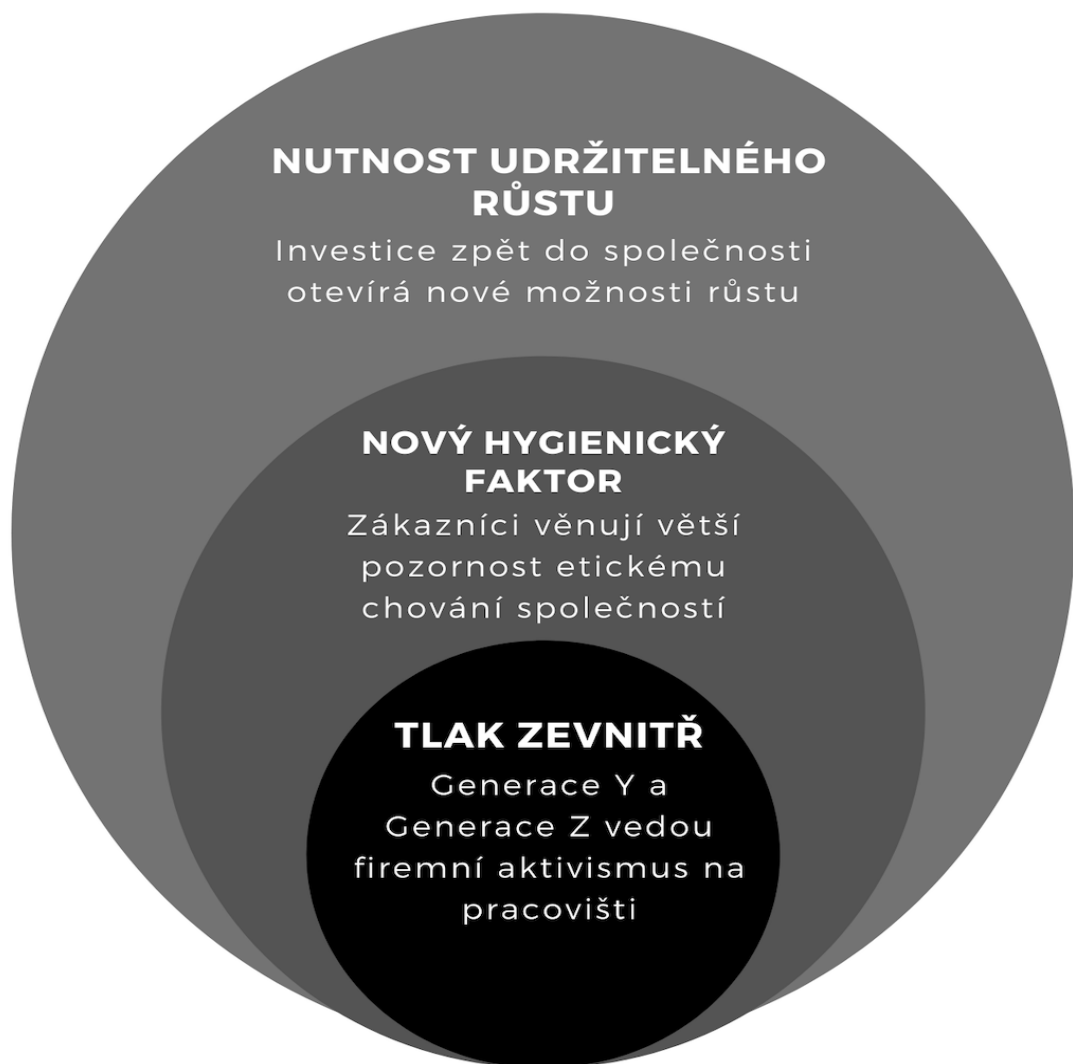 NUTNOST UDRŽITELNÉHO
RŮSTU
Investice zpět do společnosti
otevírá nové možnosti růstu
NOVÝ HYGIENICKÝ
FAKTOR
Zákazníci věnují větší
pozornost etickému
chování společností
TLAK ZEVNITŘ
Generace Y a
Generace Z vedou
firemní aktivismus na
pracovišti